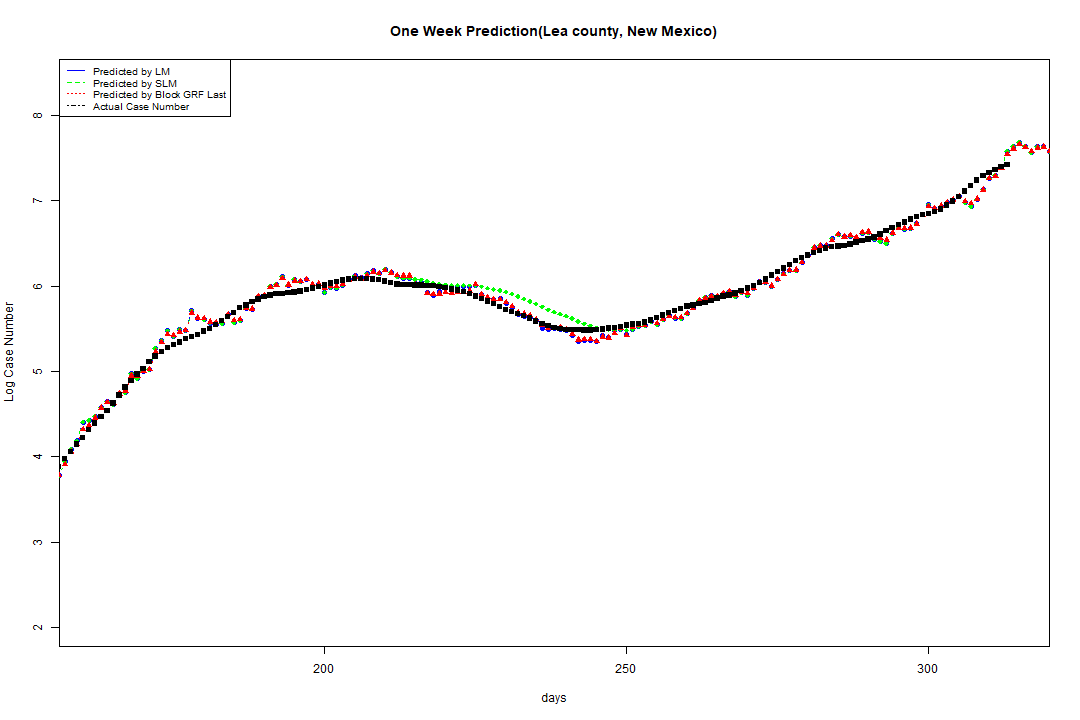 One Week Prediction(Lea county, New Mexico)
Predicted by LM
Predicted by SLM
Predicted by Block GRF Last
Actual Case Number
8
7
6
5
4
3
2
Log Case Number
200 250 300
days